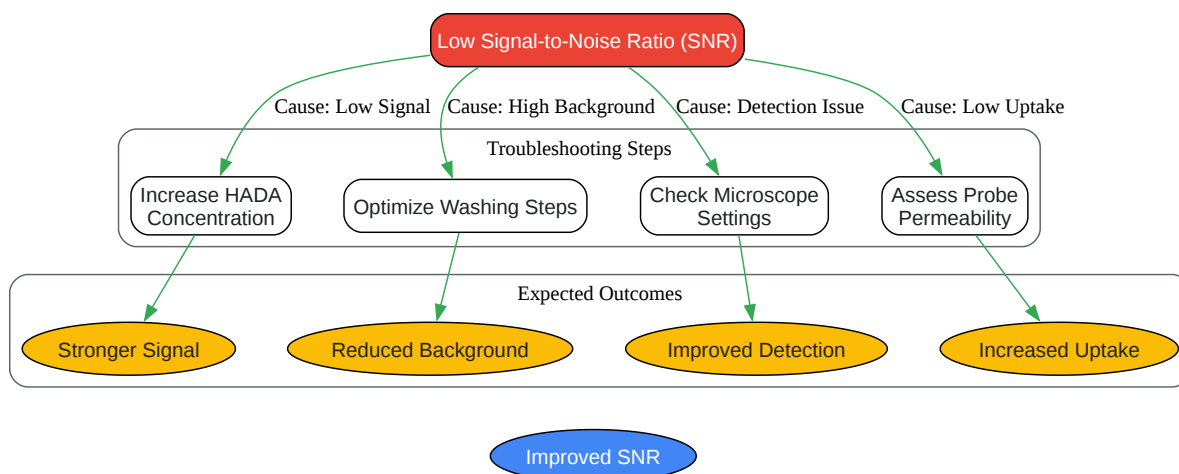 Low Signal-to-Noise Ratio (SNR)
Cause: Low Signal
Cause: High Background
Cause: Detection Issue
Cause: Low Uptake
Troubleshooting Steps
Increase HADA
Concentration
Optimize Washing Steps
Check Microscope
Settings
Assess Probe
Permeability
Expected Outcomes
Stronger Signal
Reduced Background
Improved Detection
Increased Uptake
Improved SNR